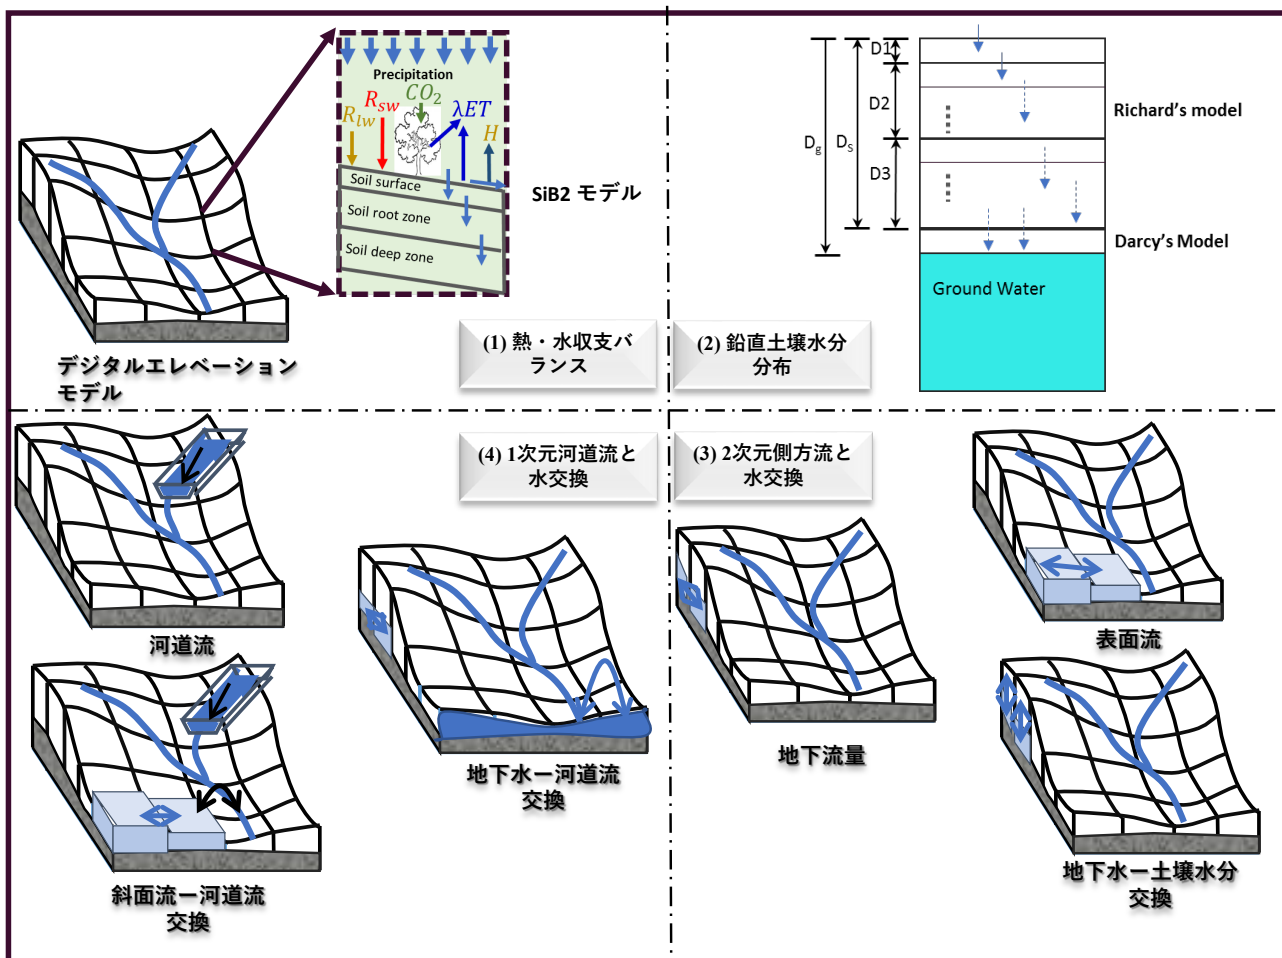 Precipitation
CO₂
R_sw
R_lw
λET
H
Soil surface
Soil root zone
Soil deep zone
SiB2 モデル
デジタルエレベーション
モデル
(1) 熱・水収支バ
ランス
D1
D2
D3
D_g
D_S
Richard’s model
Darcy’s Model
Ground Water
(2) 鉛直土壌水分
分布
(4) 1次元河道流と
水交換
河道流
地下水ー河道流
交換
斜面流ー河道流
交換
(3) 2次元側方流と
水交換
表面流
地下流量
地下水ー土壌水分
交換